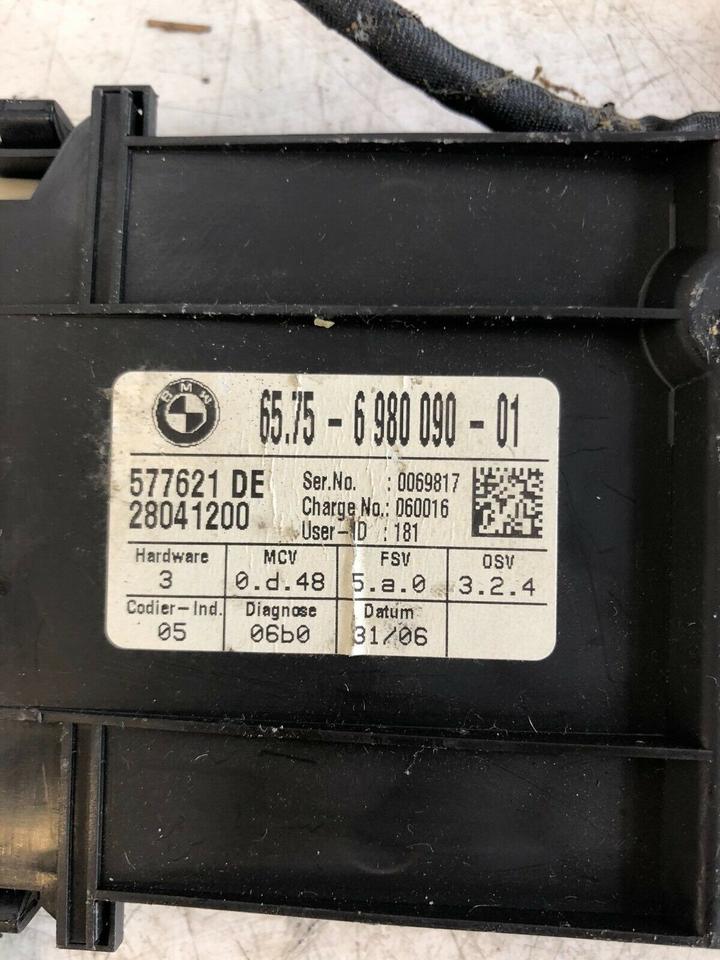 BMW
65.75 - 6 980 090 - 01
577621 DE
28041200
Ser.No. : 0069817
Charge No.: 060016
User-ID : 181
Hardware MCV FSV OSV
3 0.d.48 5.a.0 3.2.4
Codier-Ind. Diagnose Datum
05 06b0 31/06